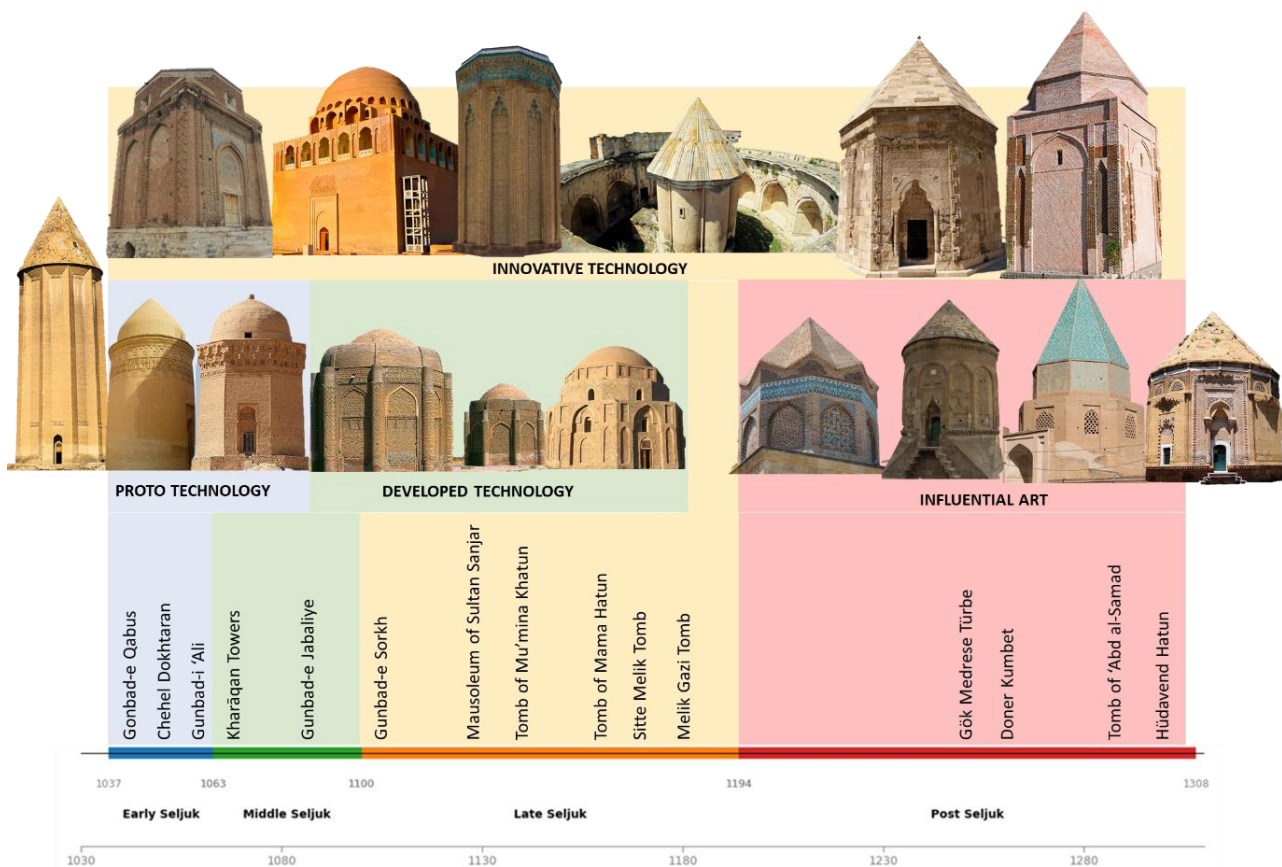 INNOVATIVE TECHNOLOGY
PROTO TECHNOLOGY
DEVELOPED TECHNOLOGY
INFLUENTIAL ART
Gonbad-e Qabus
Chehel Dokhtaran
Gunbad-i ‘Ali
Kharāqan Towers
Gunbad-e Jabaliye
Gunbad-e Sorkh
Mausoleum of Sultan Sanjar
Tomb of Mu’mina Khatun
Tomb of Mama Hatun
Sitte Melik Tomb
Melik Gazi Tomb
Gök Medrese Türbe
Doner Kumbet
Tomb of ‘Abd al-Samad
Hüdavend Hatun
1037 1063 1100 1194 1308
Early Seljuk Middle Seljuk Late Seljuk Post Seljuk
1030 1080 1130 1180 1230 1280